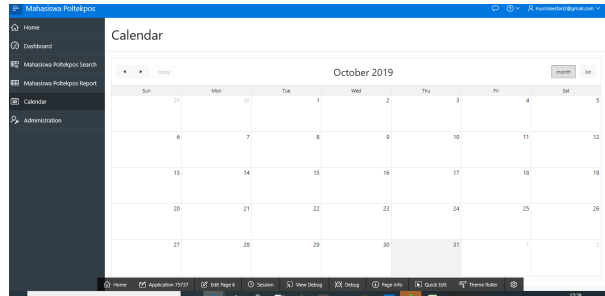 Mahasiswa Poltekpos
murnialestari2@gmail.com
Home
Dashboard
Mahasiswa Poltekpos Search
Mahasiswa Poltekpos Report
Calendar
Administration
Calendar
today
October 2019
month list
Sun Mon Tue Wed Thu Fri Sat
29 30 1 2 3 4 5
6 7 8 9 10 11 12
13 14 15 16 17 18 19
20 21 22 23 24 25 26
27 28 29 30 31 1 2
Home Application 75737 Edit Page 6 Session View Debug Debug Page Info Quick Edit Theme Roller